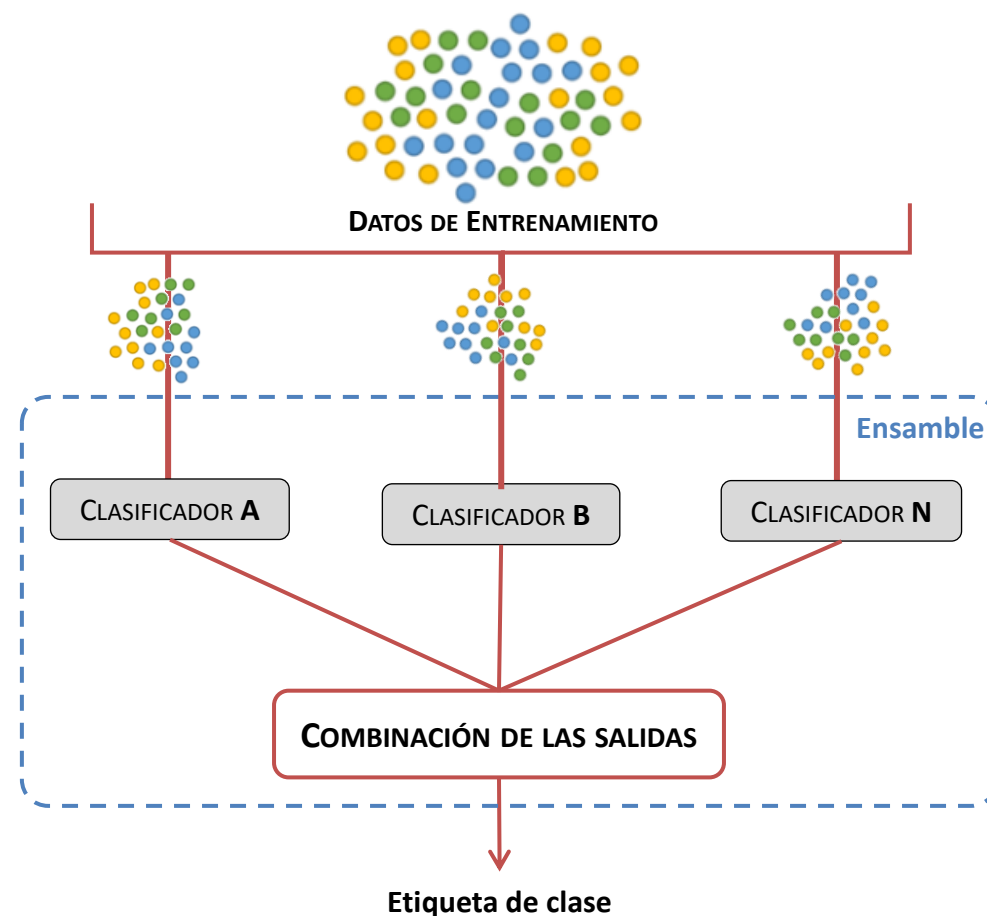 DATOS DE ENTRENAMIENTO
Ensamble
CLASIFICADOR A
CLASIFICADOR B
CLASIFICADOR N
COMBINACIÓN DE LAS SALIDAS
Etiqueta de clase